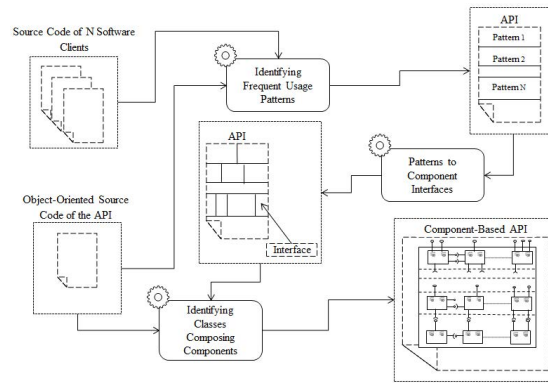 Source Code of N Software
Clients
Identifying
Frequent Usage
Patterns
API
Pattern 1
Pattern 2
Pattern N
API
Interface
Patterns to
Component
Interfaces
Object-Oriented Source
Code of the API
Identifying
Classes
Composing
Components
Component-Based API